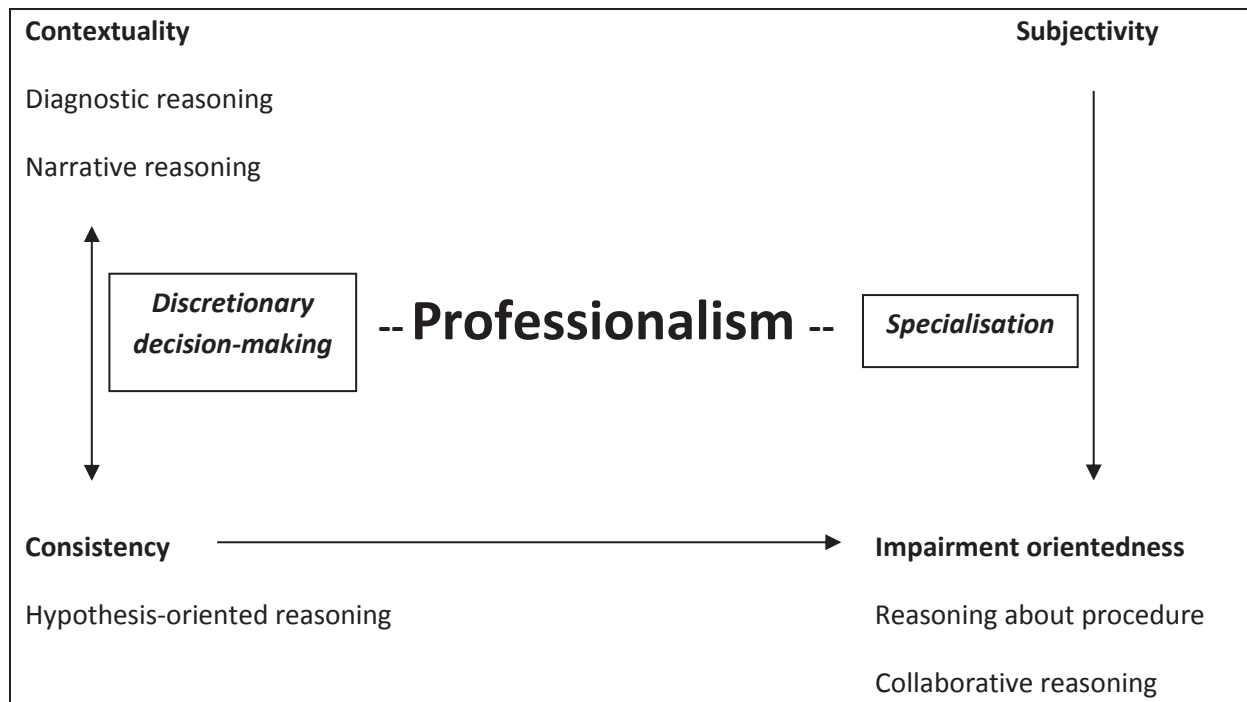 Contextuality
Subjectivity
Diagnostic reasoning
Narrative reasoning
Discretionary
decision-making
-- Professionalism --
Specialisation
Consistency
Impairment orientedness
Hypothesis-oriented reasoning
Reasoning about procedure
Collaborative reasoning